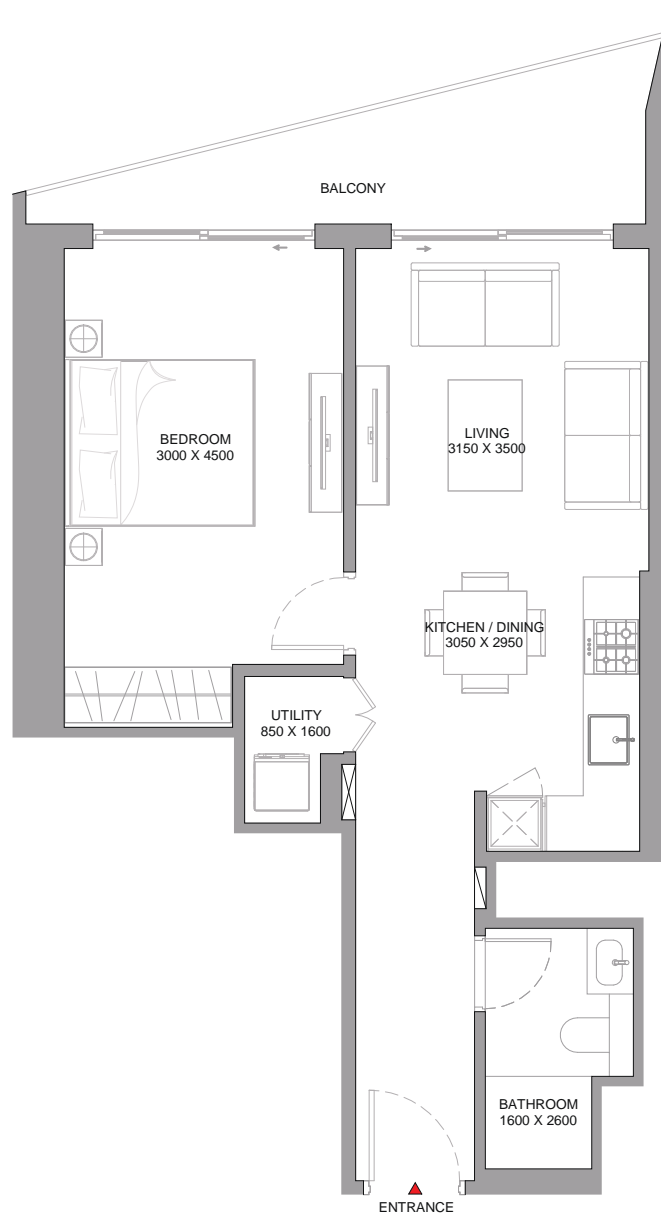 BALCONY
BEDROOM
3000 X 4500
LIVING
3150 X 3500
KITCHEN / DINING
3050 X 2950
UTILITY
850 X 1600
BATHROOM
1600 X 2600
ENTRANCE